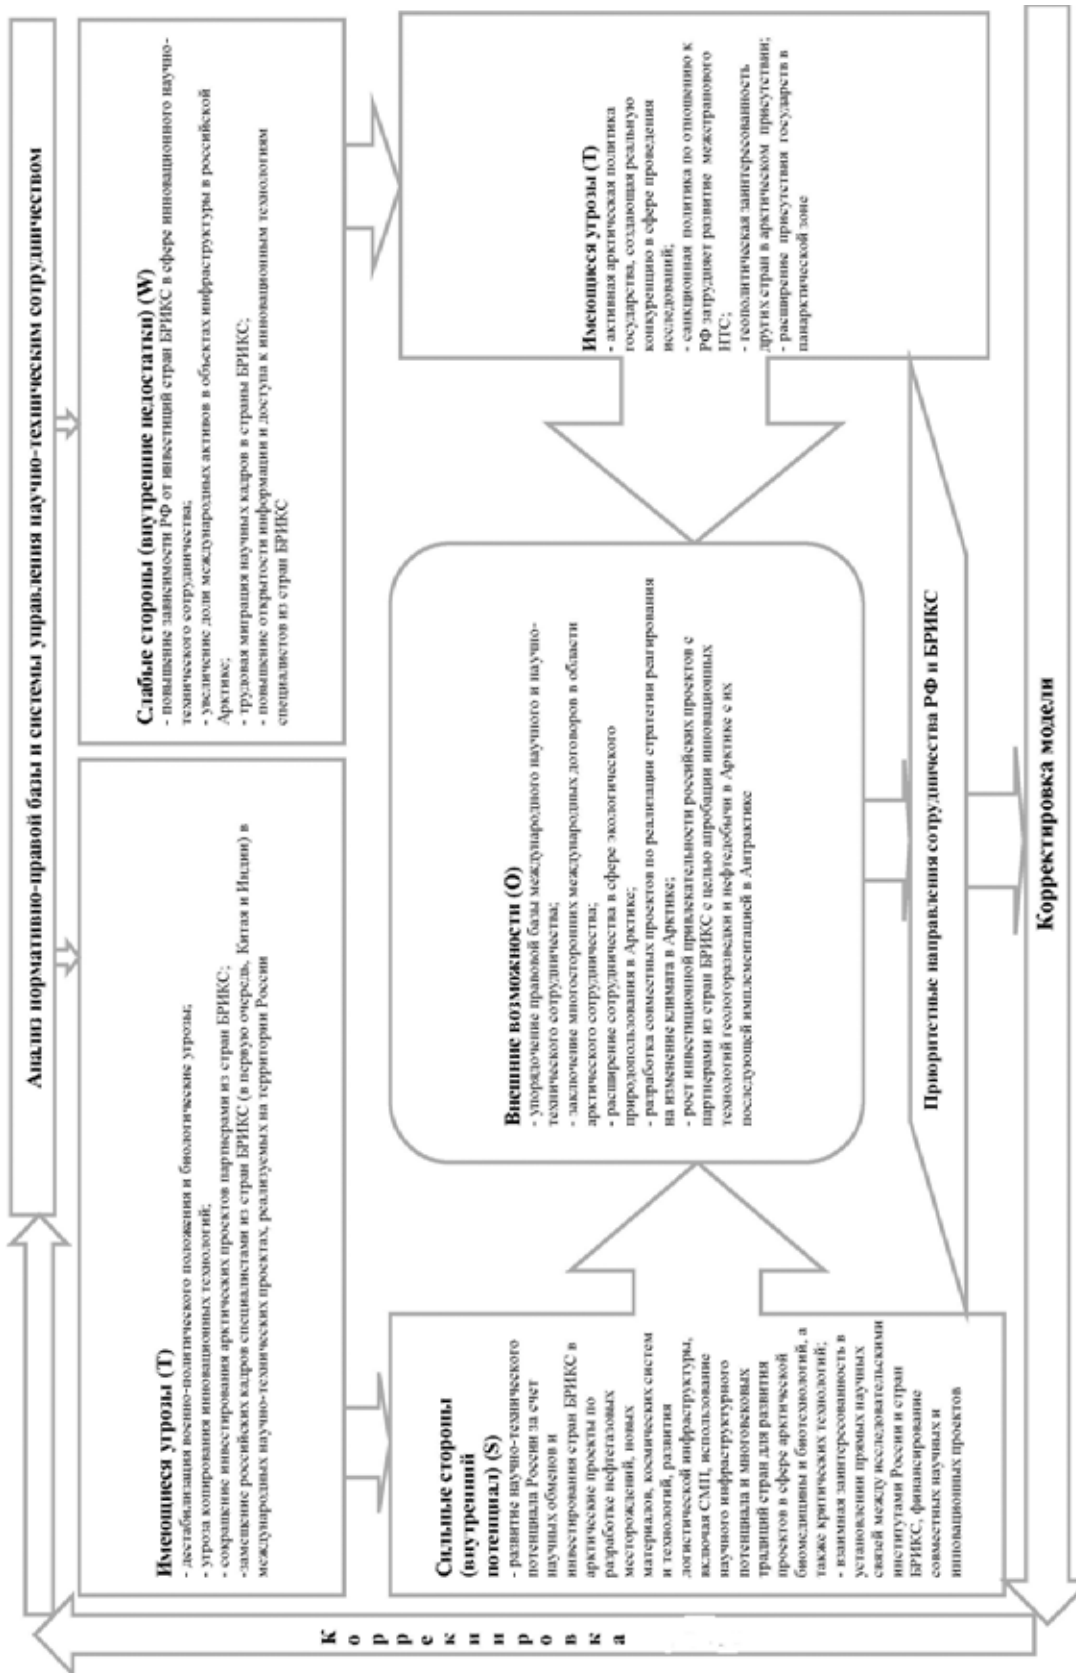 Анализ нормативно-правовой базы и системы управления научно-техническим сотрудничеством
Имеющиеся угрозы (Т)
- дестабилизация военно-политического положения и биологические угрозы;
- угроза копирования инновационных технологий;
- сокращение инвестирования арктических проектов партнерами из стран БРИКС;
-замещение российских кадров специалистами из стран БРИКС (в первую очередь, Китая и Индии) в
международных научно-технических проектах, реализуемых на территории России
Слабые стороны (внутренние недостатки) (W)
- повышение зависимости РФ от инвестиций стран БРИКС в сфере инновационного научно-
технического сотрудничества;
- увеличение доли международных активов в объектах инфраструктуры в российской
Арктике;
- трудовая миграция научных кадров в страны БРИКС;
- повышение открытости информации и доступа к инновационным технологиям
специалистов из стран БРИКС
Сильные стороны
(внутренний
потенциал) (S)
- развитие научно-технического
потенциала России за счет
научных обменов и
инвестирования стран БРИКС в
арктические проекты по
разработке нефтегазовых
месторождений, новых
материалов, космических систем
и технологий, развития
логистической инфраструктуры,
включая СМП, использование
научного инфраструктурного
потенциала и многовековых
традиций стран для развития
проектов в сфере арктической
биомедицины и биотехнологий, а
также критических технологий;
- взаимная заинтересованность в
установлении прямых научных
связей между исследовательскими
институтами России и стран
БРИКС, финансирование
совместных научных и
инновационных проектов
Внешние возможности (О)
- упорядочение правовой базы международного научного и научно-
технического сотрудничества;
- заключение многосторонних международных договоров в области
арктического сотрудничества;
- расширение сотрудничества в сфере экологического
природопользования в Арктике;
- разработка совместных проектов по реализации стратегии реагирования
на изменение климата в Арктике;
- рост инвестиционной привлекательности российских проектов с
партнерами из стран БРИКС с целью апробации инновационных
технологий геологоразведки и нефтедобычи в Арктике с их
последующей имплементацией в Антрактике
Имеющиеся угрозы (Т)
- активная арктическая политика
государства, создающая реальную
конкуренцию в сфере проведения
исследований;
- санкционная политика по отношению к
РФ затрудняет развитие межстранового
НТС;
- геополитическая заинтересованность
других стран в арктическом присутствии;
- расширение присутствия государств в
панарктической зоне
Приоритетные направления сотрудничества РФ и БРИКС
Корректировка модели
К
о
р
р
е
к
т
и
р
о
в
к
а